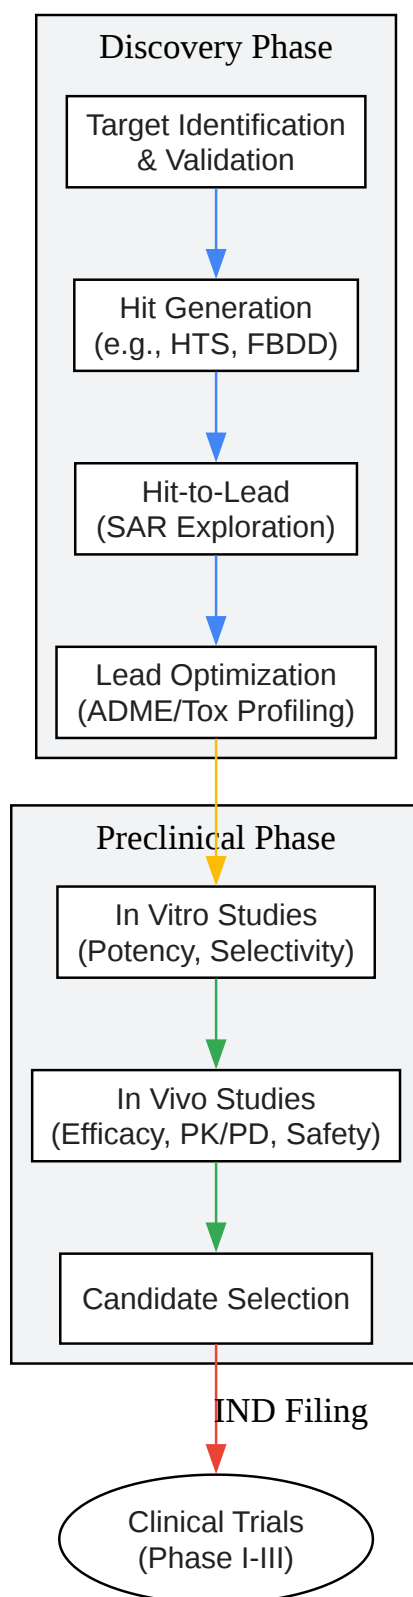 Discovery Phase
Target Identification
& Validation
Hit Generation
(e.g., HTS, FBDD)
Hit-to-Lead
(SAR Exploration)
Lead Optimization
(ADME/Tox Profiling)
Preclinical Phase
In Vitro Studies
(Potency, Selectivity)
In Vivo Studies
(Efficacy, PK/PD, Safety)
Candidate Selection
IND Filing
Clinical Trials
(Phase I-III)